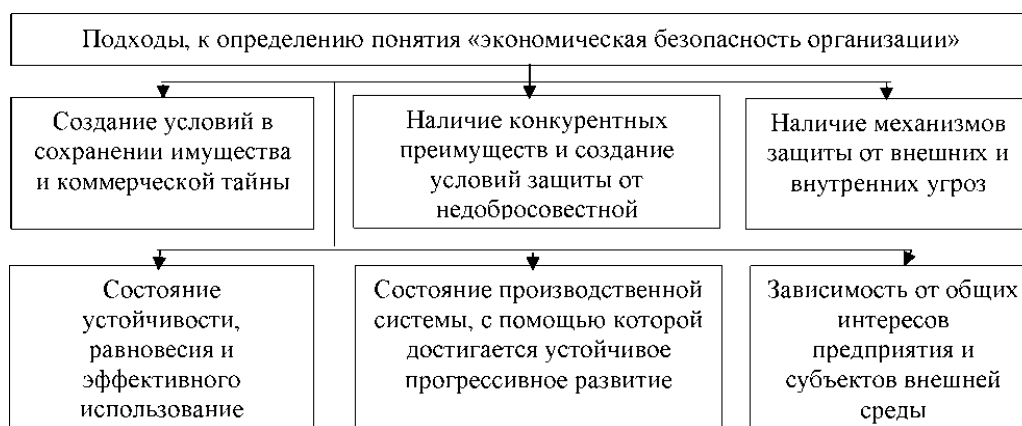 Подходы, к определению понятия «экономическая безопасность организации»
Создание условий в
сохранении имущества
и коммерческой тайны
Наличие конкурентных
преимуществ и создание
условий защиты от
недобросовестной
Наличие механизмов
защиты от внешних и
внутренних угроз
Состояние
устойчивости,
равновесия и
эффективного
использование
Состояние производственной
системы, с помощью которой
достигается устойчивое
прогрессивное развитие
Зависимость от общих
интересов
предприятия и
субъектов внешней
среды